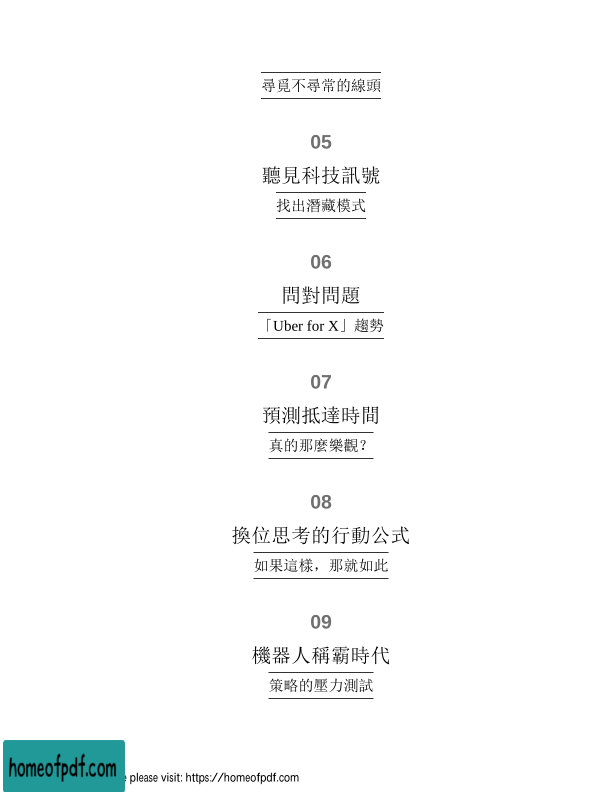 尋覓不尋常的線頭
05
聽見科技訊號
找出潛藏模式
06
問對問題
「Uber for X」趨勢
07
預測抵達時間
真的那麼樂觀？
08
換位思考的行動公式
如果這樣，那就如此
09
機器人稱霸時代
策略的壓力測試
homeofpdf.com
please visit: https://homeofpdf.com